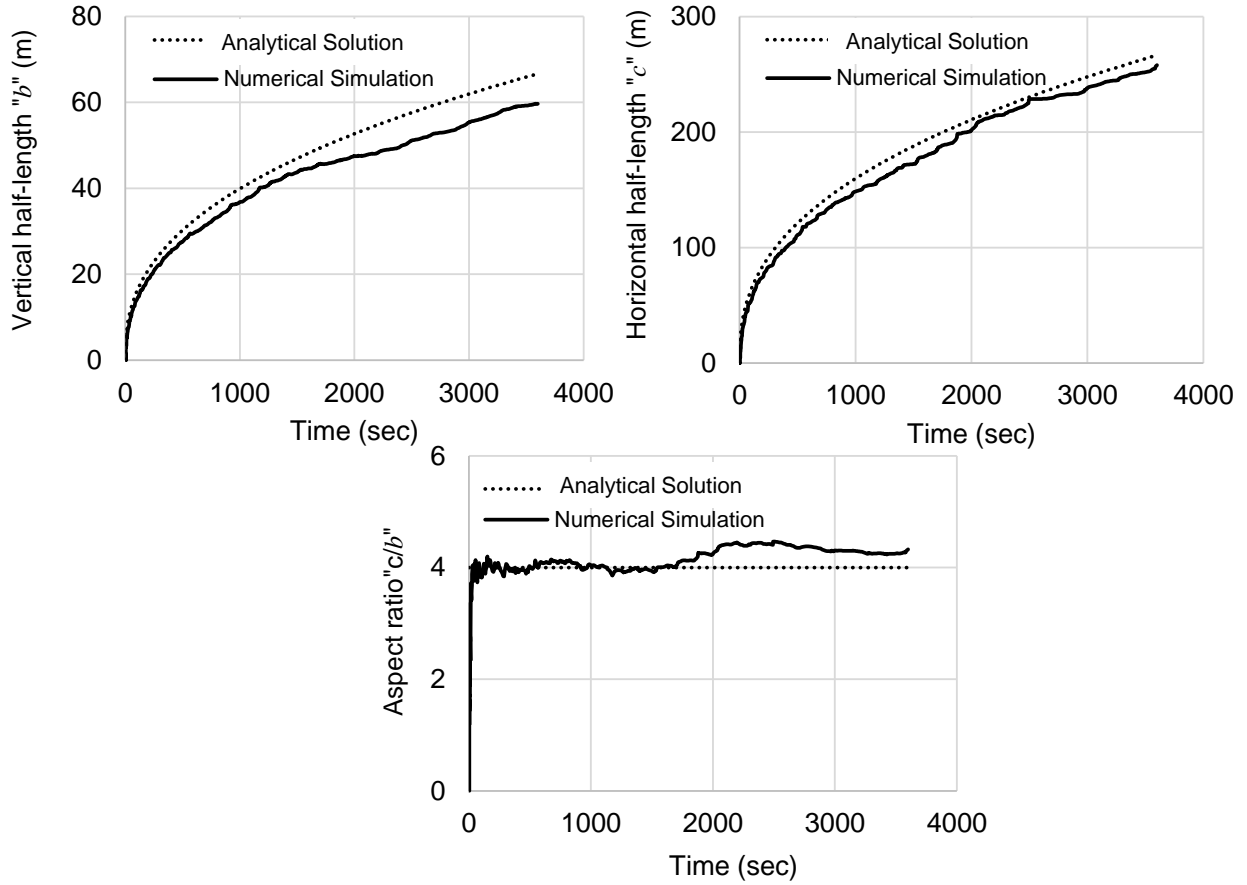 Vertical half-length "b" (m)
80
60
40
20
0
Analytical Solution
Numerical Simulation
0 1000 2000 3000 4000
Time (sec)
Horizontal half-length "c" (m)
300
200
100
0
Analytical Solution
Numerical Simulation
0 1000 2000 3000 4000
Time (sec)
Aspect ratio"c/b"
6
4
2
0
Analytical Solution
Numerical Simulation
0 1000 2000 3000 4000
Time (sec)